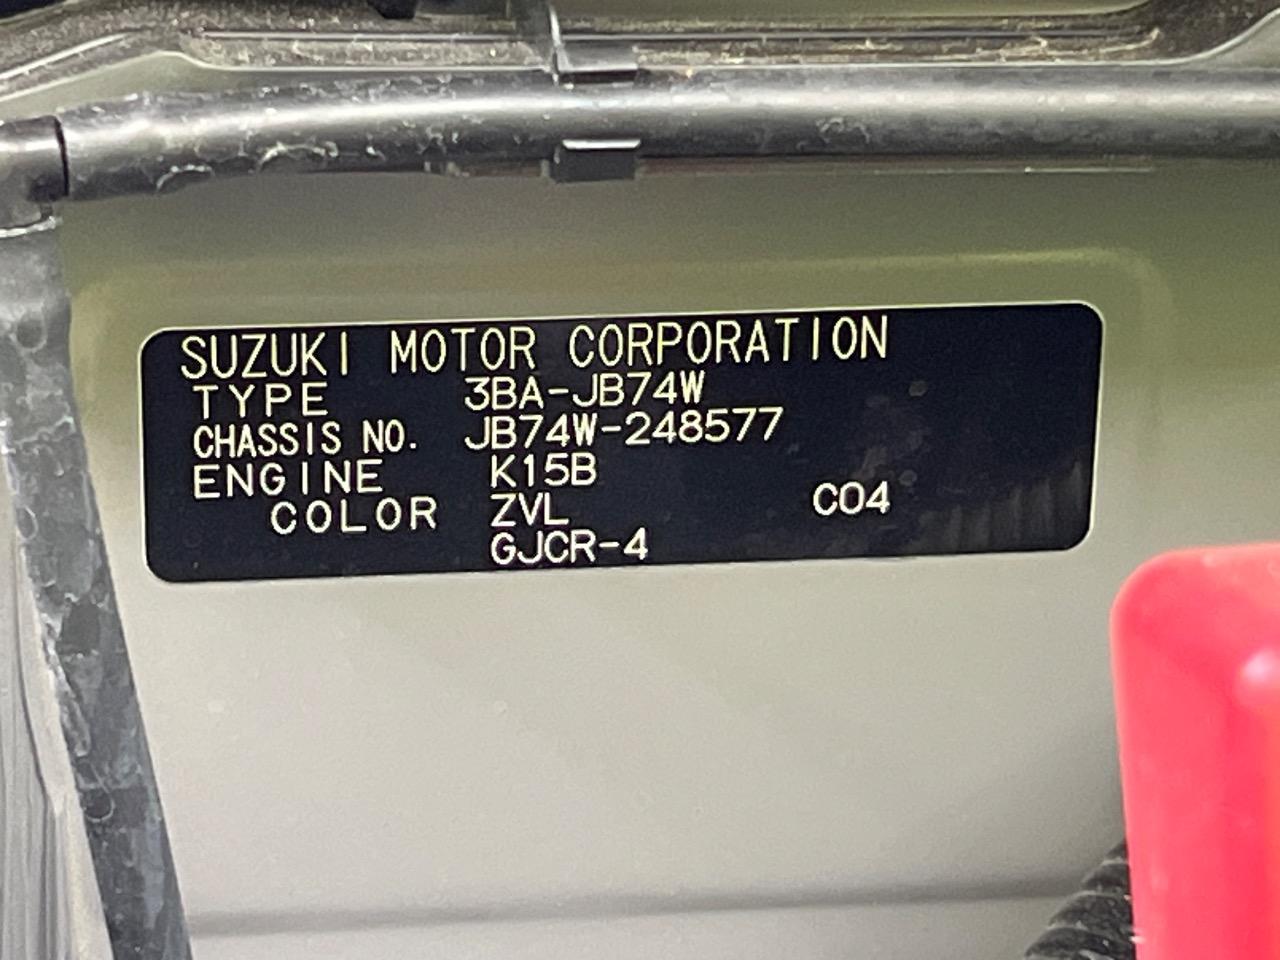 SUZUKI MOTOR CORPORATION
TYPE 3BA-JB74W
CHASSIS NO. JB74W-248577
ENGINE K15B
COLOR ZVL C04
GJCR-4